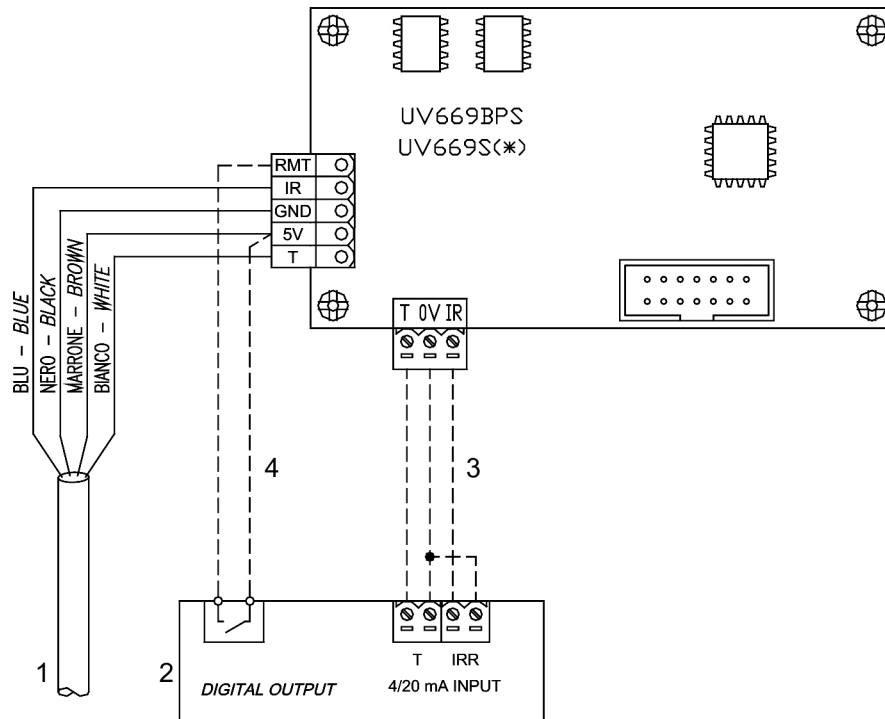 UV669BPS
UV669S(*)
RMT
IR
GND
5V
T
BLU – BLUE
NERO – BLACK
MARRONE – BROWN
BIANCO – WHITE
T 0V IR
4
3
1
2
DIGITAL OUTPUT
T IRR
4/20 mA INPUT